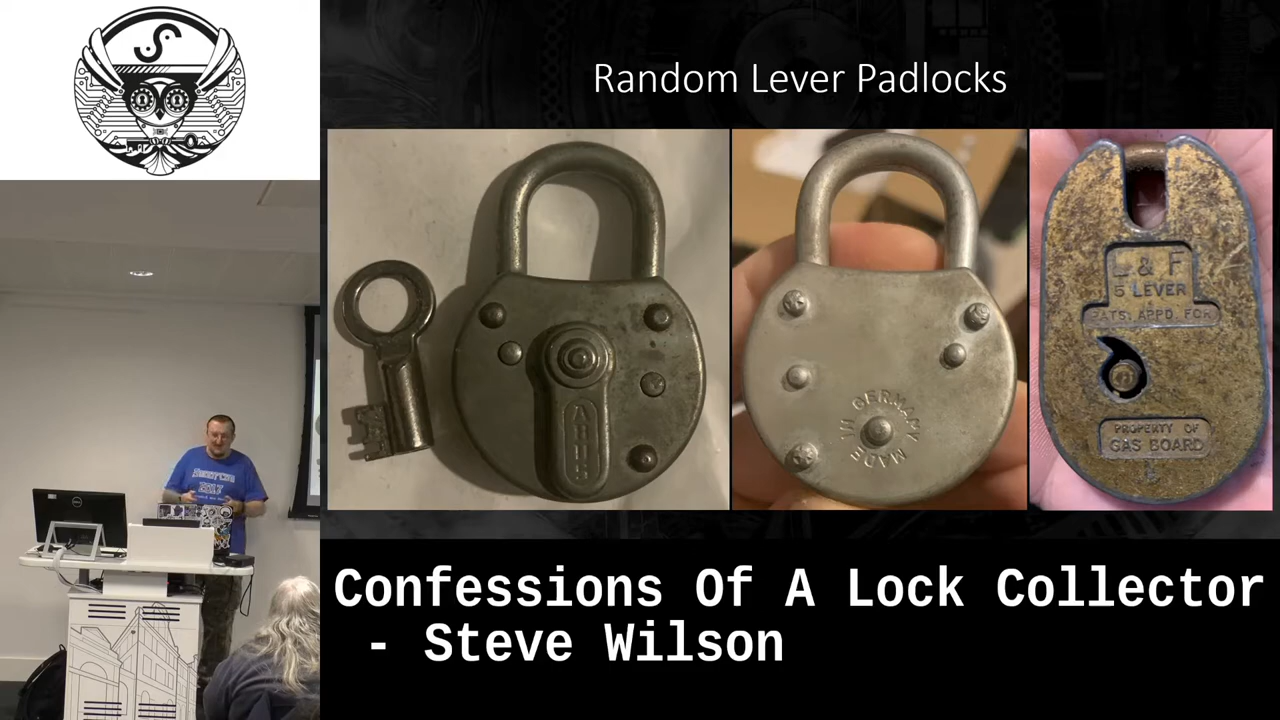 Random Lever Padlocks
ABUS
MADE IN GERMANY
L & F
5 LEVER
PATS. APPD. FOR
PROPERTY OF
GAS BOARD
Confessions Of A Lock Collector
- Steve Wilson